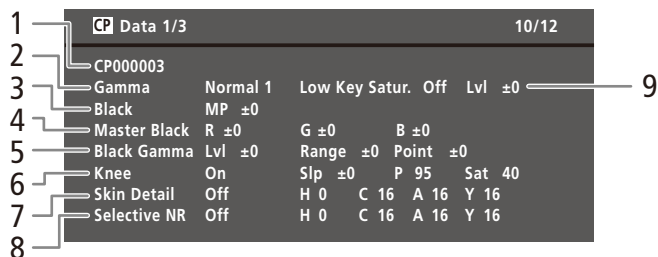 CP Data 1/3 10/12
1 CP000003
2 Gamma Normal 1 Low Key Satur. Off Lvl ±0 9
3 Black MP ±0
4 Master Black R ±0 G ±0 B ±0
5 Black Gamma Lvl ±0 Range ±0 Point ±0
6 Knee On Slp ±0 P 95 Sat 40
7 Skin Detail Off H 0 C 16 A 16 Y 16
8 Selective NR Off H 0 C 16 A 16 Y 16